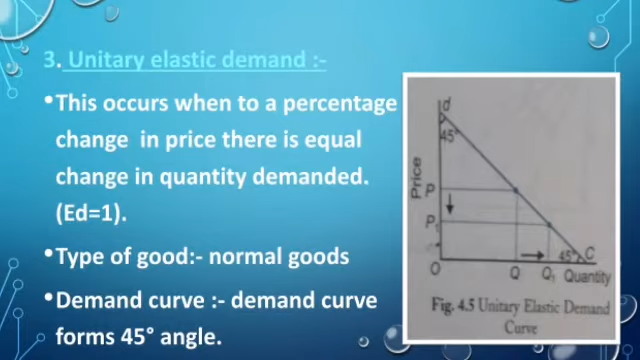 3. Unitary elastic demand :-
•This occurs when to a percentage
change in price there is equal
change in quantity demanded.
(Ed=1).
•Type of good:- normal goods
•Demand curve :- demand curve
forms 45° angle.
d
45°
Price
P
P₁
45°
C
O
Q
Q₁
Quantity
Fig. 4.5 Unitary Elastic Demand
Curve